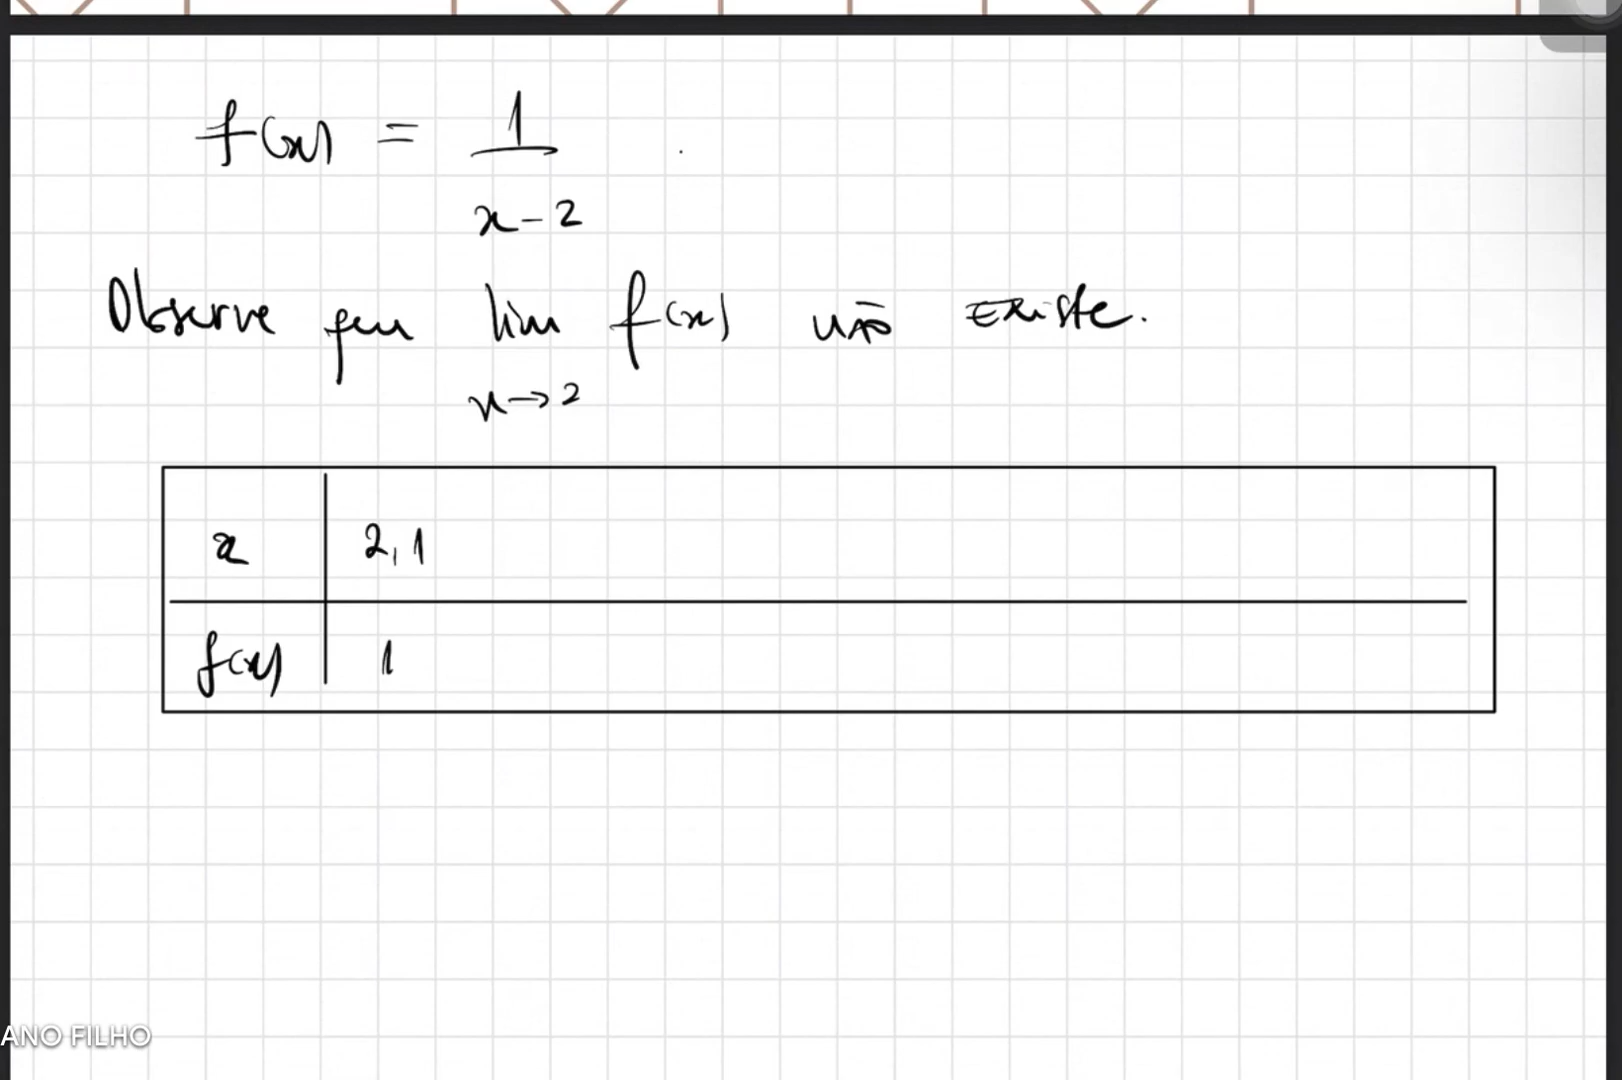 f(x) = 1
x - 2
Observe que lim f(x) não existe.
x → 2
x 2,1
f(x) 1
ANO FILHO